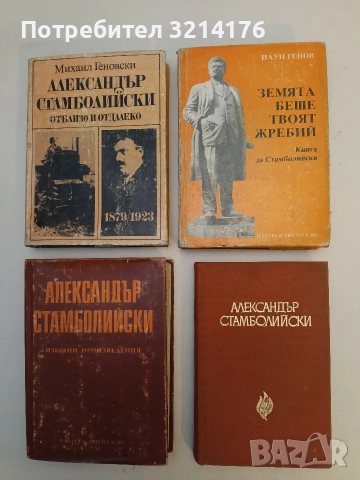 Потребител 3214176
Михаил Геновски
АЛЕКСАНДЪР
СТАМБОЛИЙСКИ
ОТБЛИЗО И ОТДАЛЕКО
1879/1923
ПАУН ГЕНОВ
ЗЕМЯТА
БЕШЕ
ТВОЯТ
ЖРЕБИЙ
Книга
за Стамболийски
АЛЕКСАНДЪР
СТАМБОЛИЙСКИ
ИЗБРАНИ ПРОИЗВЕДЕНИЯ
АЛЕКСАНДЪР
СТАМБОЛИЙСКИ
BAZAR